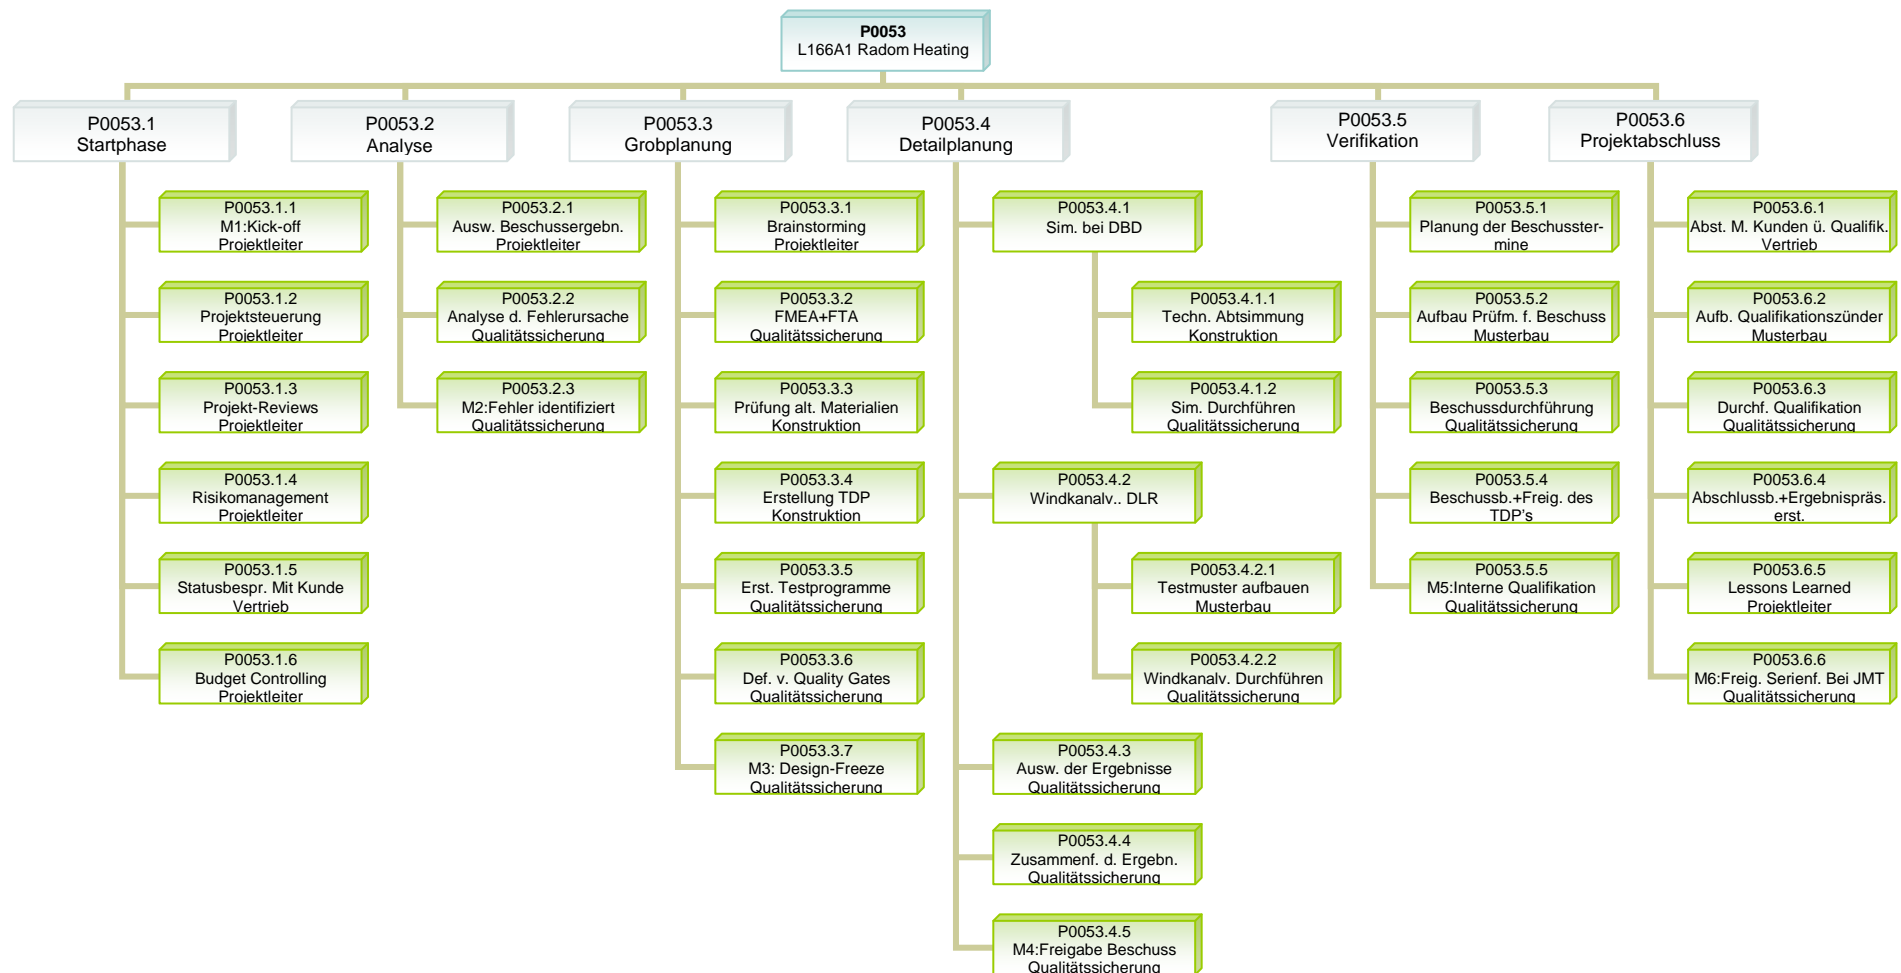 P0053
L166A1 Radom Heating
P0053.1
Startphase
P0053.2
Analyse
P0053.3
Grobplanung
P0053.4
Detailplanung
P0053.5
Verifikation
P0053.6
Projektabschluss
P0053.1.1
M1:Kick-off
Projektleiter
P0053.1.2
Projektsteuerung
Projektleiter
P0053.1.3
Projekt-Reviews
Projektleiter
P0053.1.4
Risikomanagement
Projektleiter
P0053.1.5
Statusbespr. Mit Kunde
Vertrieb
P0053.1.6
Budget Controlling
Projektleiter
P0053.2.1
Ausw. Beschussergebn.
Projektleiter
P0053.2.2
Analyse d. Fehlerursache
Qualitätssicherung
P0053.2.3
M2:Fehler identifiziert
Qualitätssicherung
P0053.3.1
Brainstorming
Projektleiter
P0053.3.2
FMEA+FTA
Qualitätssicherung
P0053.3.3
Prüfung alt. Materialien
Konstruktion
P0053.3.4
Erstellung TDP
Konstruktion
P0053.3.5
Erst. Testprogramme
Qualitätssicherung
P0053.3.6
Def. v. Quality Gates
Qualitätssicherung
P0053.3.7
M3: Design-Freeze
Qualitätssicherung
P0053.4.1
Sim. bei DBD
P0053.4.1.1
Techn. Abtsimmung
Konstruktion
P0053.4.1.2
Sim. Durchführen
Qualitätssicherung
P0053.4.2
Windkanalv.. DLR
P0053.4.2.1
Testmuster aufbauen
Musterbau
P0053.4.2.2
Windkanalv. Durchführen
Qualitätssicherung
P0053.4.3
Ausw. der Ergebnisse
Qualitätssicherung
P0053.4.4
Zusammenf. d. Ergebn.
Qualitätssicherung
P0053.4.5
M4:Freigabe Beschuss
Qualitätssicherung
P0053.5.1
Planung der Beschusster-
mine
P0053.5.2
Aufbau Prüfm. f. Beschuss
Musterbau
P0053.5.3
Beschussdurchführung
Qualitätssicherung
P0053.5.4
Beschussb.+Freig. des
TDP's
P0053.5.5
M5:Interne Qualifikation
Qualitätssicherung
P0053.6.1
Abst. M. Kunden ü. Qualifik.
Vertrieb
P0053.6.2
Aufb. Qualifikationszünder
Musterbau
P0053.6.3
Durchf. Qualifikation
Qualitätssicherung
P0053.6.4
Abschlussb.+Ergebnispräs.
erst.
P0053.6.5
Lessons Learned
Projektleiter
P0053.6.6
M6:Freig. Serienf. Bei JMT
Qualitätssicherung